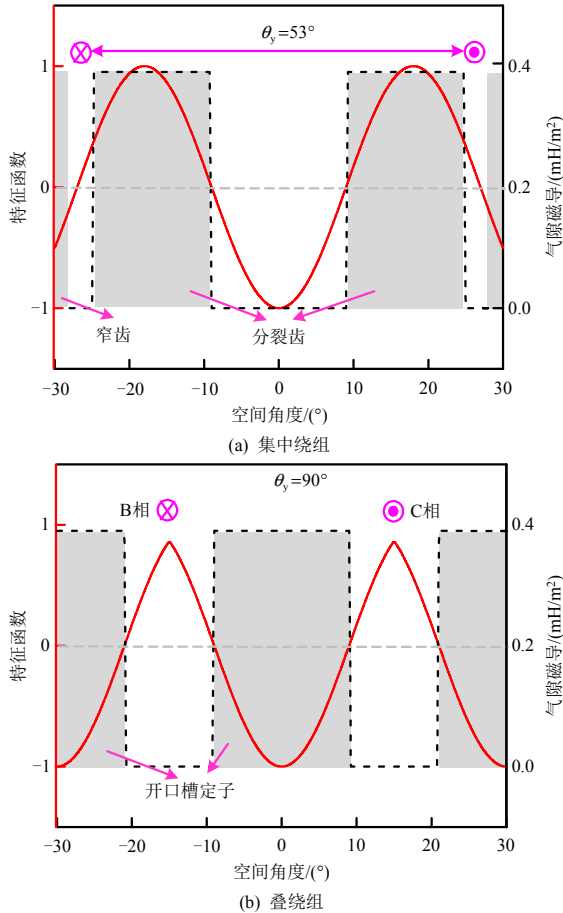 θy=53°
1
0
−1
特征函数
0.4
0.2
0.0
气隙磁导/(mH/m²)
窄齿
分裂齿
−30 −20 −10 0 10 20 30
空间角度/(°)
(a) 集中绕组
θy=90°
B相
C相
1
0
−1
特征函数
0.4
0.2
0.0
气隙磁导/(mH/m²)
开口槽定子
−30 −20 −10 0 10 20 30
空间角度/(°)
(b) 叠绕组